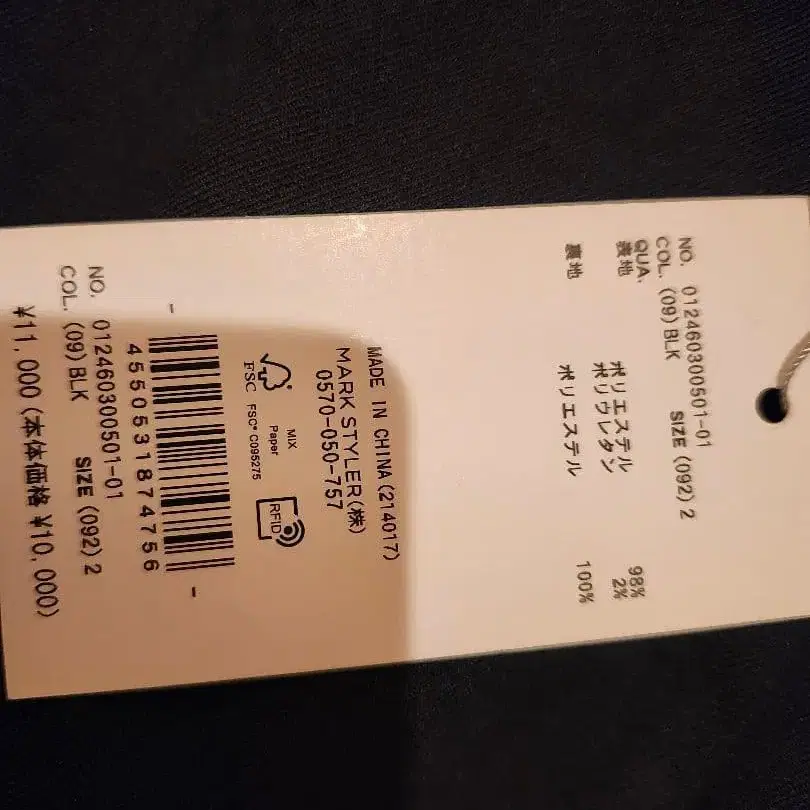 NO. 012460300501-01
COL. (09) BLK SIZE (092) 2
QUA.
表地 ポリエステル 98%
ポリウレタン 2%
裏地 ポリエステル 100%
MADE IN CHINA (214017)
MARK STYLER(株)
0570-050-757
MIX
Paper
FSC FSC® C095275
RFID
4550531874756
NO. 012460300501-01
COL. (09) BLK SIZE (092) 2
¥11,000 (本体価格 ¥10,000)